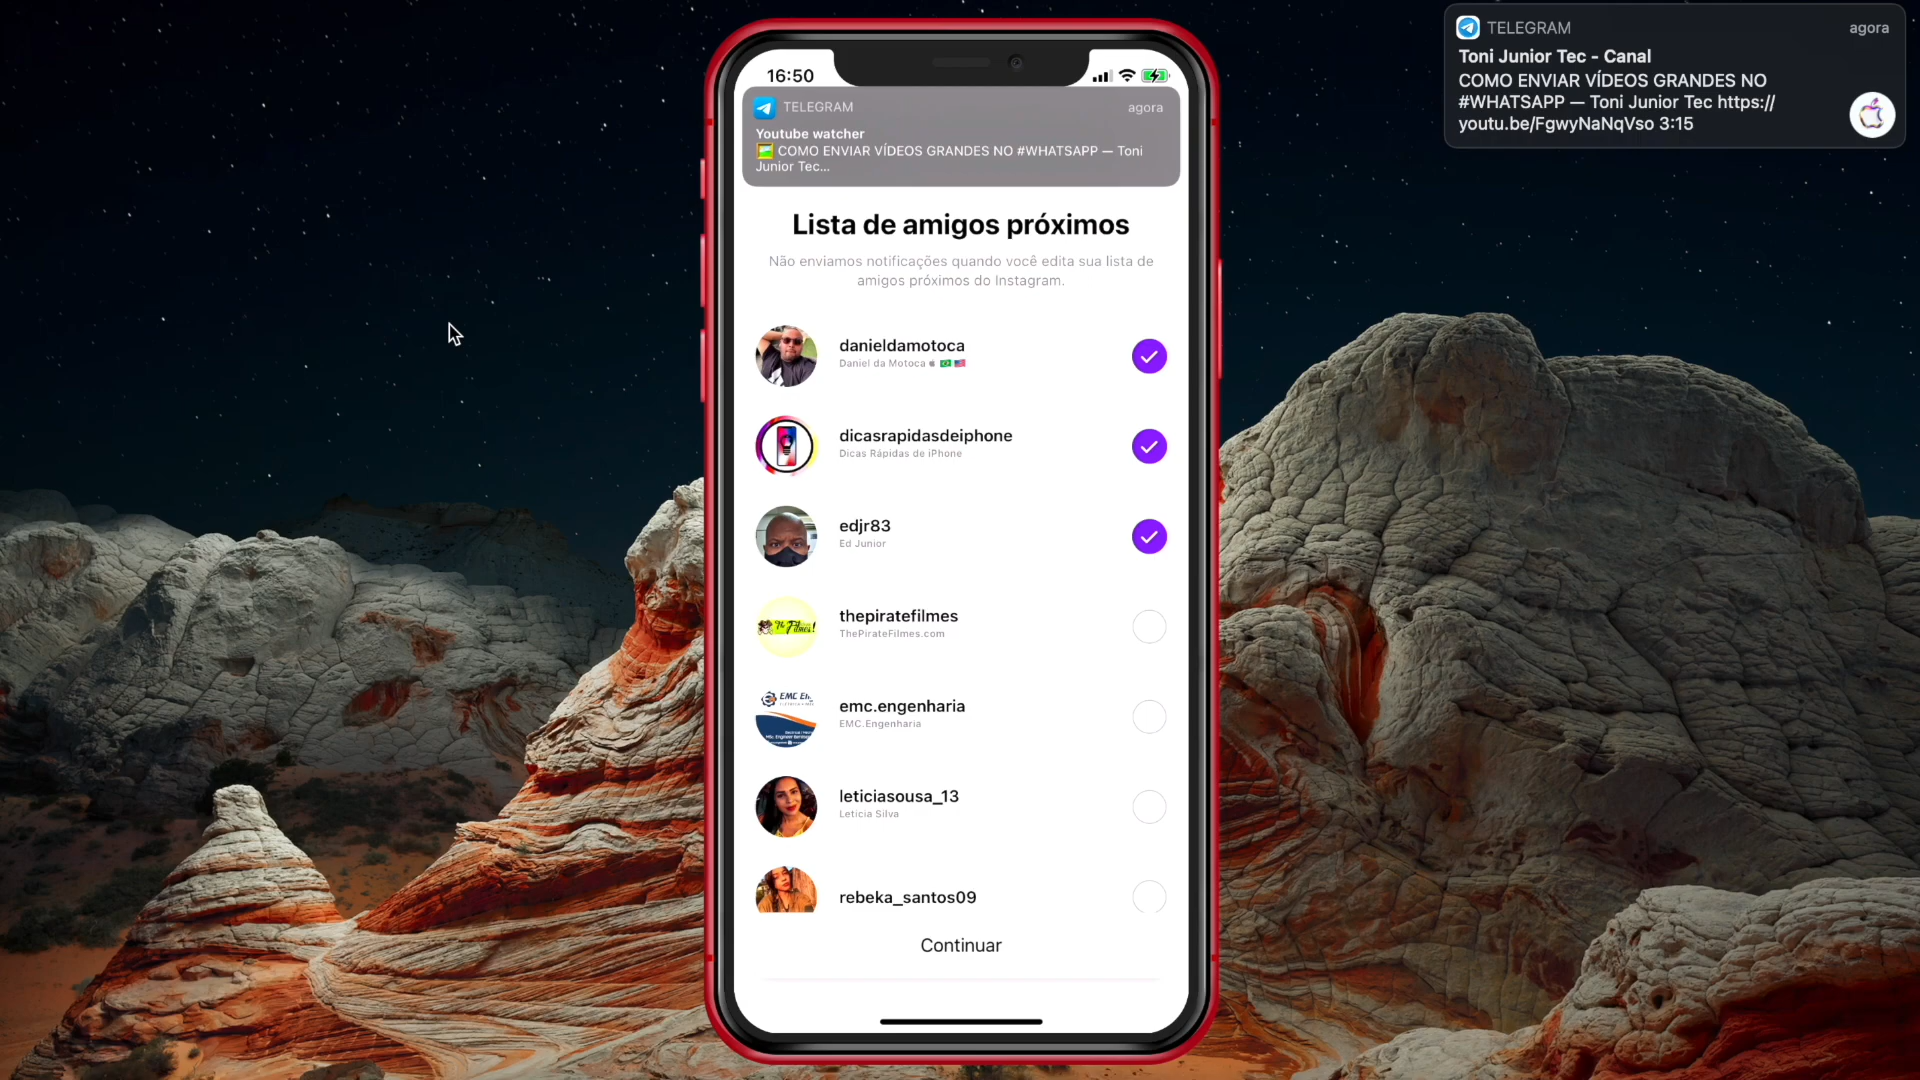 16:50
TELEGRAM
agora
Youtube watcher
COMO ENVIAR VÍDEOS GRANDES NO #WHATSAPP — Toni
Junior Tec...
Lista de amigos próximos
Não enviamos notificações quando você edita sua lista de
amigos próximos do Instagram.
danieldamotoca
Daniel da Motoca
dicasrapidasdeiphone
Dicas Rápidas de iPhone
edjr83
Ed Junior
thepiratefilmes
ThePirateFilmes.com
Filmes!
emc.engenharia
EMC.Engenharia
EMC
leticiasousa_13
Leticia Silva
rebeka_santos09
Continuar
TELEGRAM
agora
Toni Junior Tec - Canal
COMO ENVIAR VÍDEOS GRANDES NO
#WHATSAPP — Toni Junior Tec https://
youtu.be/FgwyNaNqVso 3:15